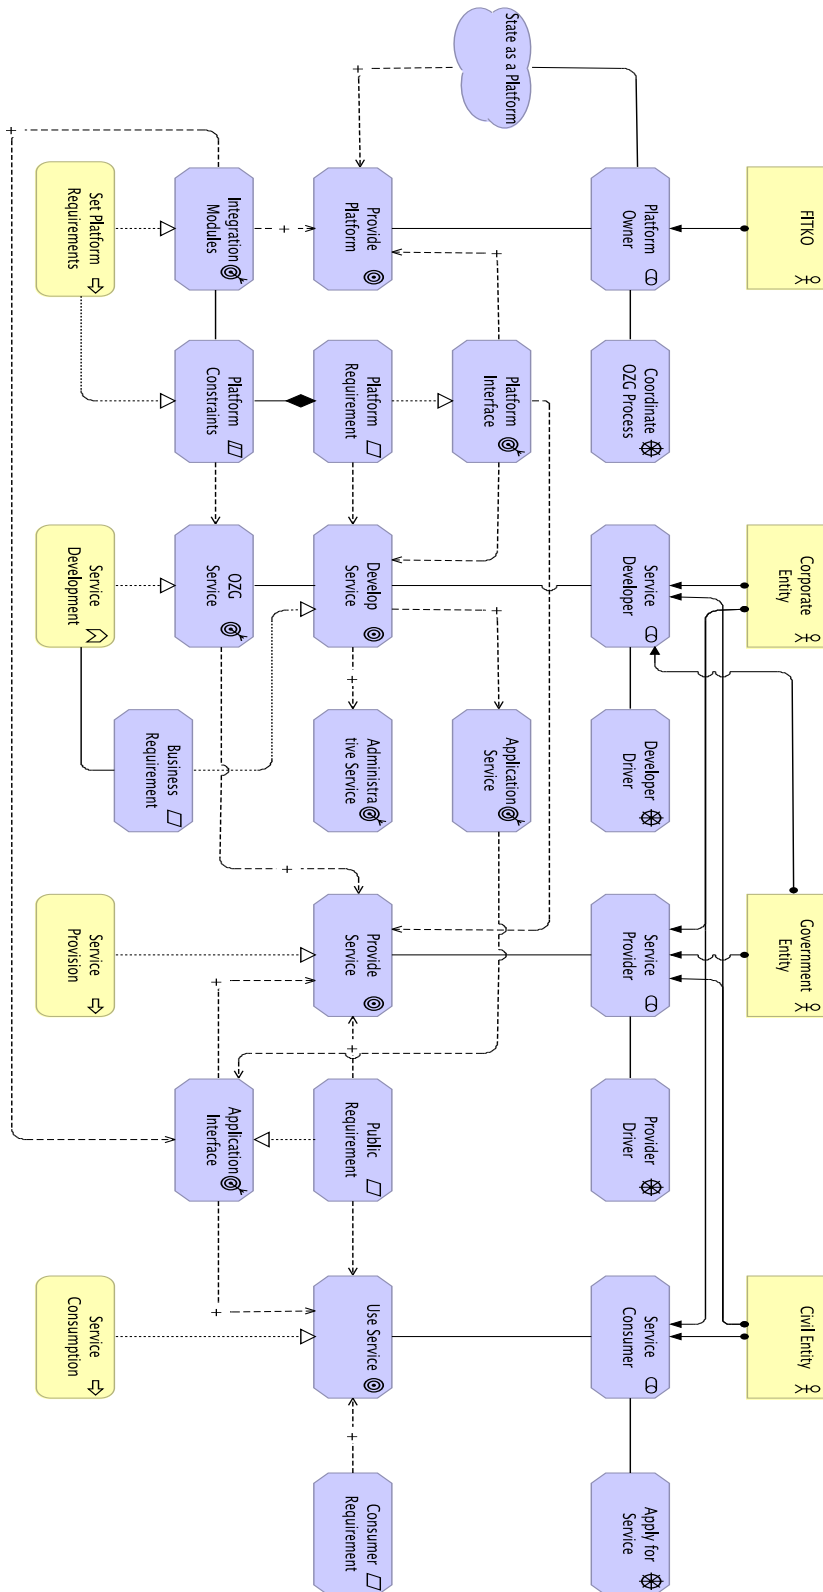 FITKO
Corporate
Entity
Government
Entity
Civil Entity
Platform
Owner
Coordinate
OZG Process
Service
Developer
Developer
Driver
Service
Provider
Provider
Driver
Service
Consumer
Apply for
Service
State as a Platform
Platform
Interface
Application
Service
Provide
Platform
Platform
Requirement
Develop
Service
Administra
tive Service
Provide
Service
Public
Requirement
Use Service
Consumer
Requirement
Integration
Modules
Platform
Constraints
OZG
Service
Application
Interface
Business
Requirement
Set Platform
Requirements
Service
Development
Service
Provision
Service
Consumption